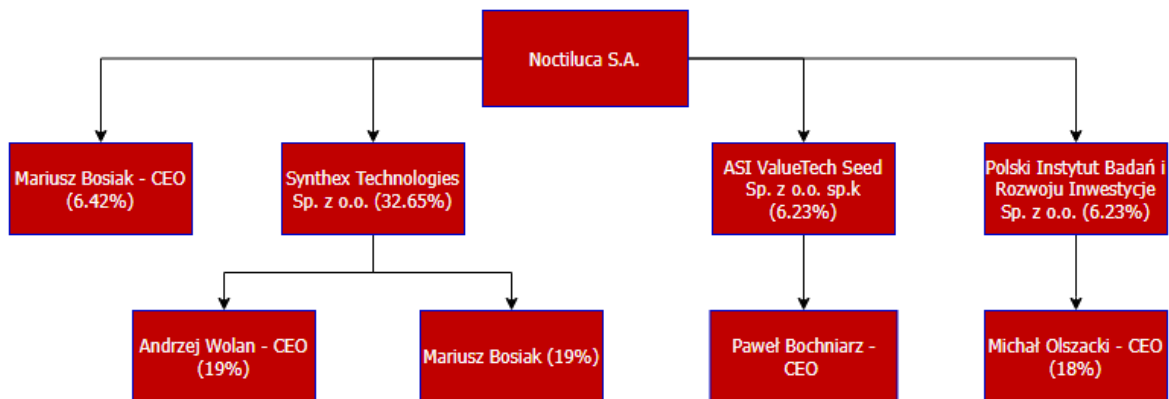 Noctiluca S.A.
Mariusz Bosiak - CEO
(6.42%)
Synthex Technologies
Sp. z o.o. (32.65%)
ASI ValueTech Seed
Sp. z o.o. sp.k
(6.23%)
Polski Instytut Badań i
Rozwoju Inwestycje
Sp. z o.o. (6.23%)
Andrzej Wolan - CEO
(19%)
Mariusz Bosiak (19%)
Paweł Bochniarz -
CEO
Michał Olszacki - CEO
(18%)